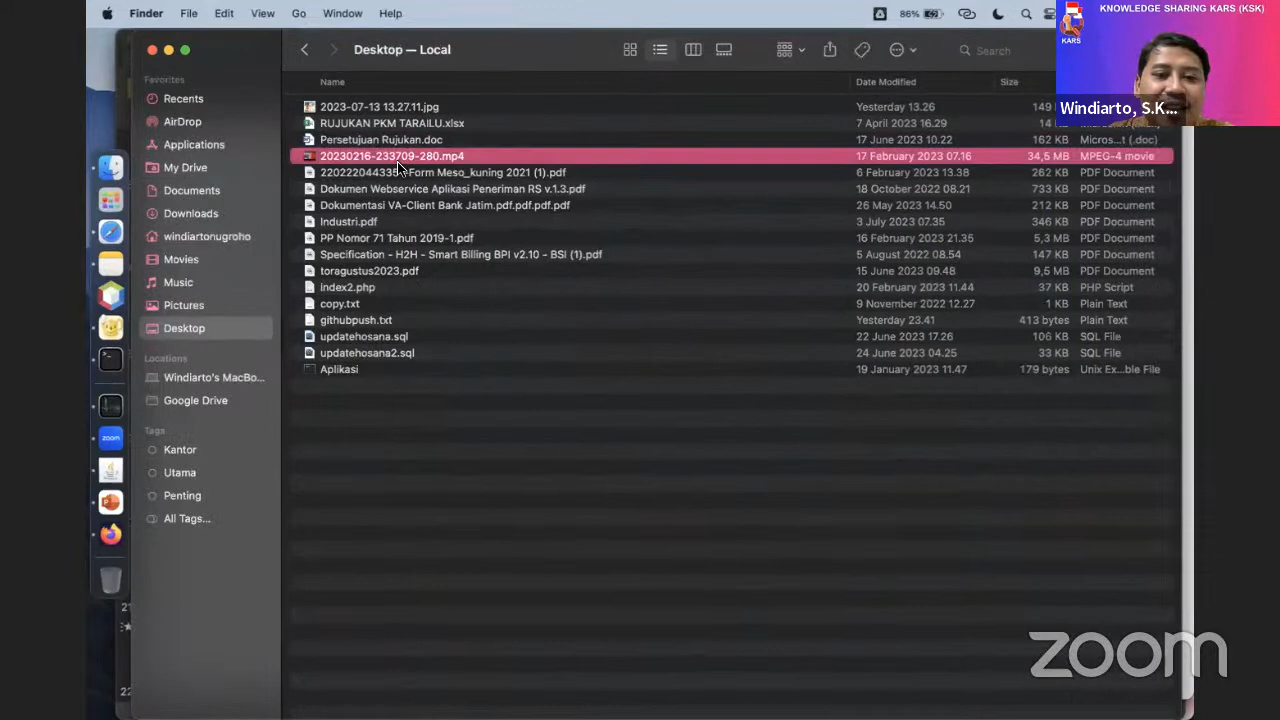 Finder File Edit View Go Window Help 86%
KNOWLEDGE SHARING KARS (KSK)
KARS
Windiarto, S.K...
Desktop — Local
Search
Favorites
Recents
AirDrop
Applications
My Drive
Documents
Downloads
windiartonugroho
Movies
Music
Pictures
Desktop
Locations
Windiarto's MacBo...
Google Drive
Tags
Kantor
Utama
Penting
All Tags...
Name Date Modified Size
2023-07-13 13.27.11.jpg Yesterday 13.26 149
RUJUKAN PKM TARAILU.xlsx 7 April 2023 16.29 14
Persetujuan Rujukan.doc 17 June 2023 10.22 162 KB Micros...t (.doc)
20230216-233709-280.mp4 17 February 2023 07.16 34,5 MB MPEG-4 movie
Form Meso_kuning 2021 (1).pdf 6 February 2023 13.38 262 KB PDF Document
Dokumen Webservice Aplikasi Peneriman RS v.1.3.pdf 18 October 2022 08.21 733 KB PDF Document
Dokumentasi VA-Client Bank Jatim.pdf.pdf.pdf.pdf 26 May 2023 14.50 212 KB PDF Document
Industri.pdf 3 July 2023 07.35 346 KB PDF Document
PP Nomor 71 Tahun 2019-1.pdf 16 February 2023 21.35 5,3 MB PDF Document
Specification - H2H - Smart Billing BPI v2.10 - BSI (1).pdf 5 August 2022 08.54 147 KB PDF Document
toragustus2023.pdf 15 June 2023 09.48 9,5 MB PDF Document
index2.php 20 February 2023 11.44 37 KB PHP Script
copy.txt 9 November 2022 12.27 1 KB Plain Text
githubpush.txt Yesterday 23.41 413 bytes Plain Text
updatehosana.sql 22 June 2023 17.26 106 KB SQL File
updatehosana2.sql 24 June 2023 04.25 33 KB SQL File
Aplikasi 19 January 2023 11.47 179 bytes Unix Ex...ble File
zoom
zoom